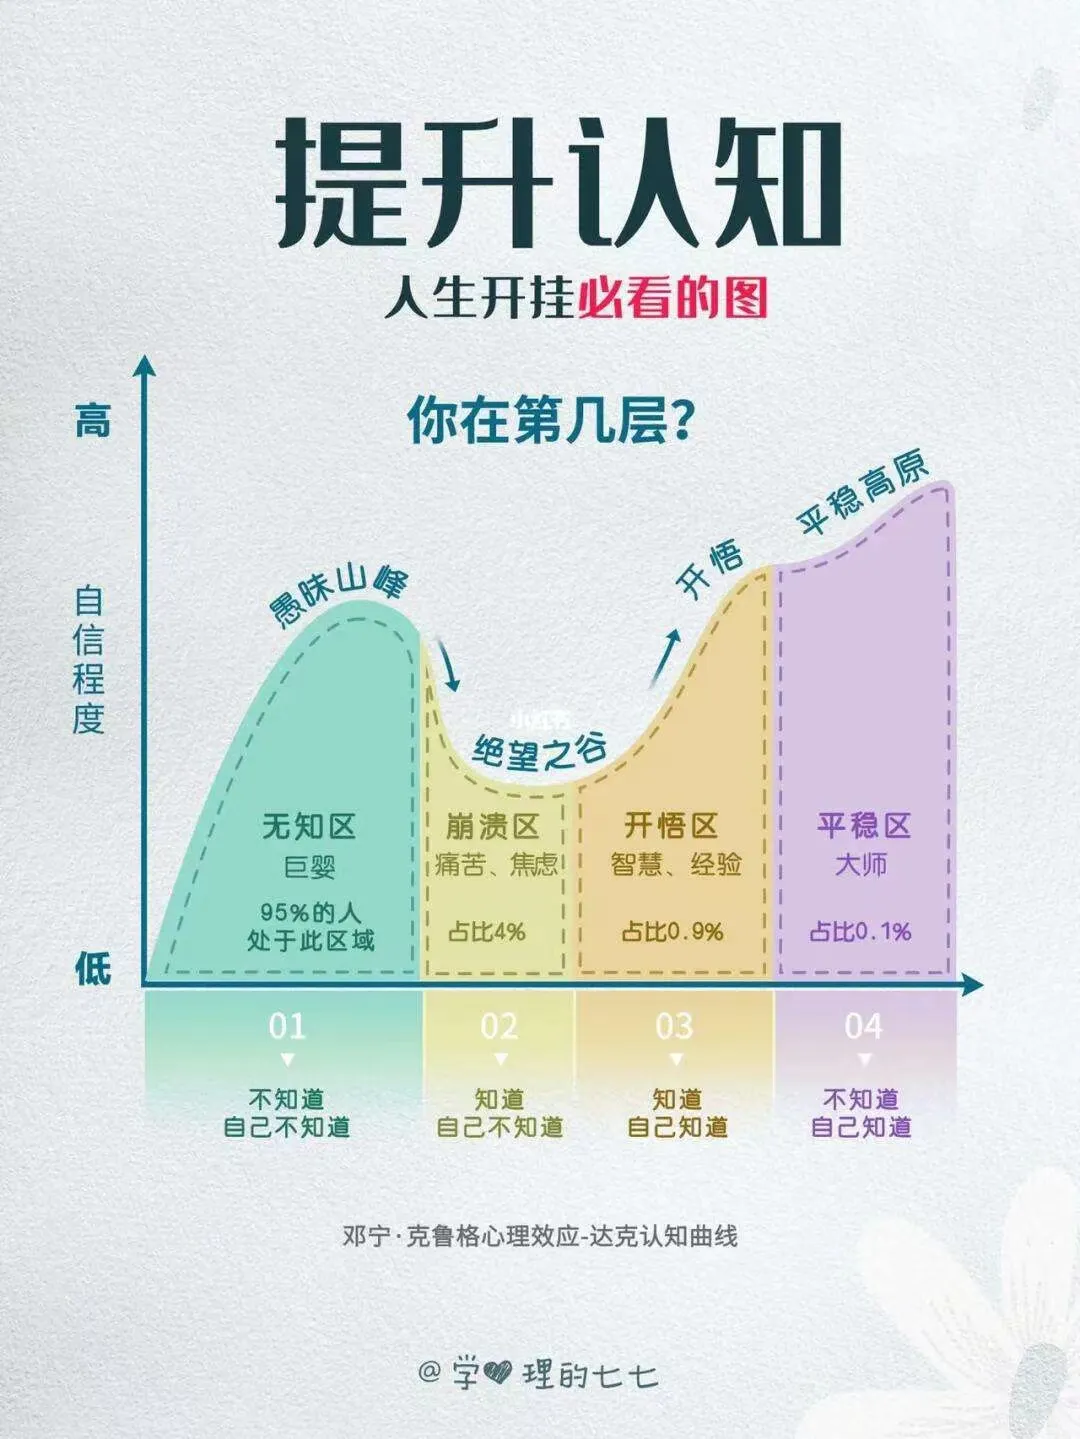 提升认知
人生开挂必看的图
你在第几层？
高
自信程度
低
愚昧山峰
绝望之谷
开悟
平稳高原
无知区
巨婴
95%的人
处于此区域
崩溃区
痛苦、焦虑
占比4%
开悟区
智慧、经验
占比0.9%
平稳区
大师
占比0.1%
01
不知道
自己不知道
02
知道
自己不知道
03
知道
自己知道
04
不知道
自己知道
邓宁·克鲁格心理效应-达克认知曲线
@学理的七七